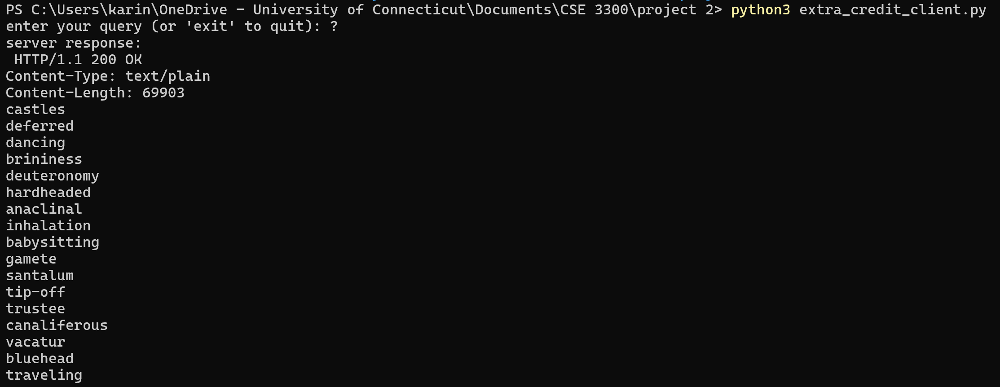 PS C:\Users\karin\OneDrive - University of Connecticut\Documents\CSE 3300\project 2> python3 extra_credit_client.py
enter your query (or 'exit' to quit): ?
server response:
 HTTP/1.1 200 OK
Content-Type: text/plain
Content-Length: 69903
castles
deferred
dancing
brininess
deuteronomy
hardheaded
anaclinal
inhalation
babysitting
gamete
santalum
tip-off
trustee
canaliferous
vacatur
bluehead
traveling